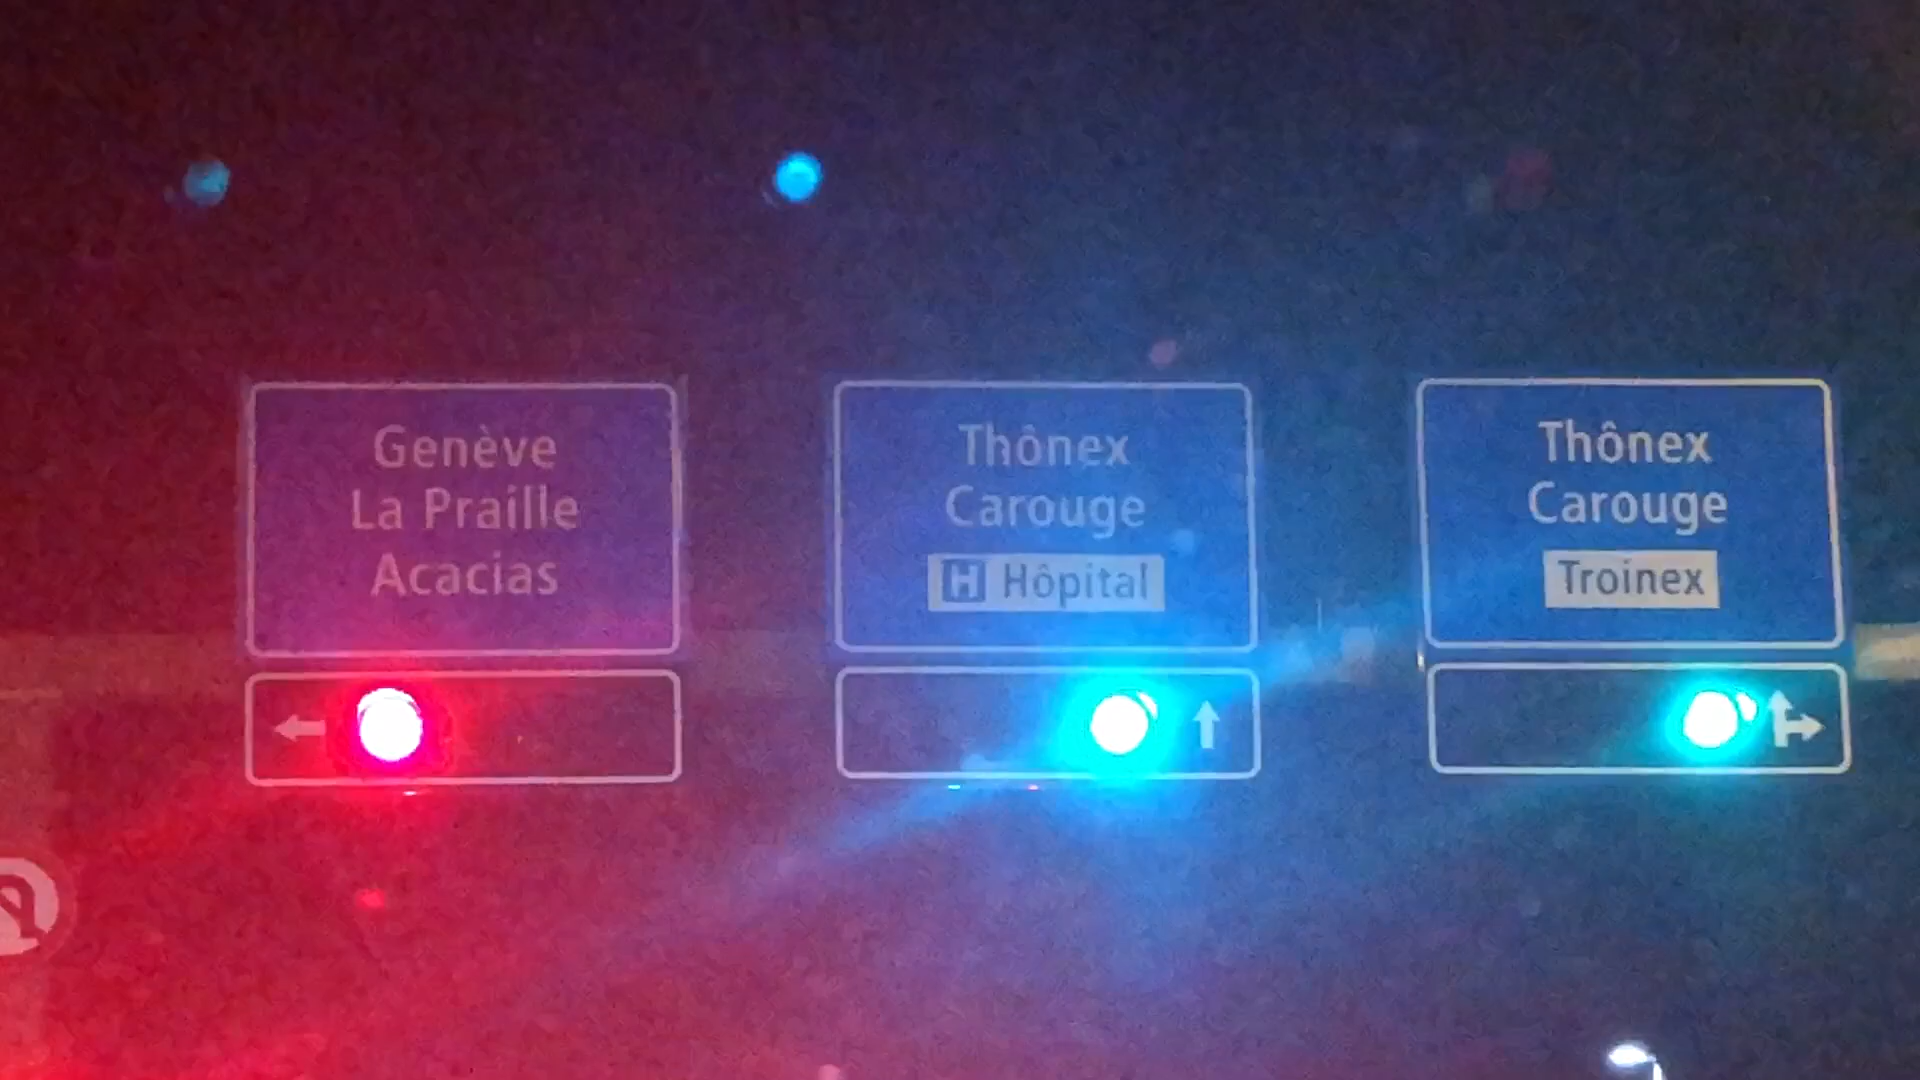 Genève
La Praille
Acacias
Thônex
Carouge
H Hôpital
Thônex
Carouge
Troinex